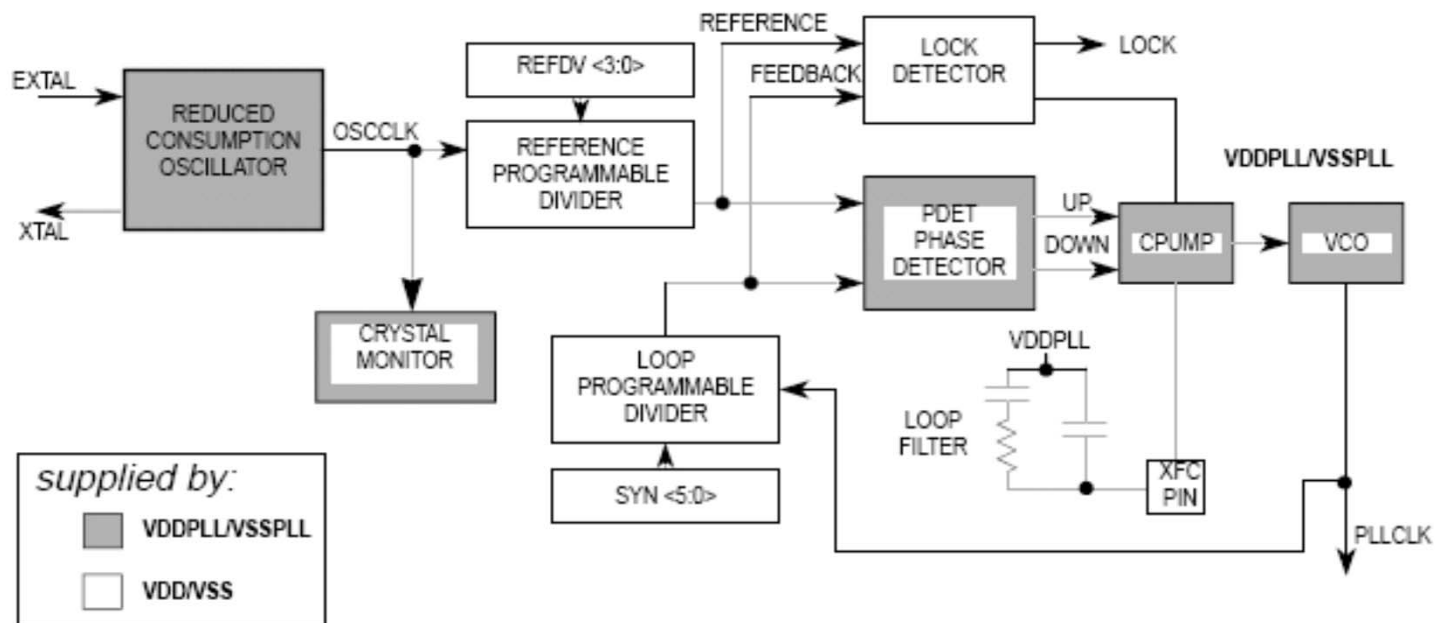 REFERENCE
LOCK
DETECTOR
LOCK
REFDV <3:0>
FEEDBACK
EXTAL
REDUCED
CONSUMPTION
OSCILLATOR
OSCCLK
REFERENCE
PROGRAMMABLE
DIVIDER
VDDPLL/VSSPLL
XTAL
PDET
PHASE
DETECTOR
UP
DOWN
CPUMP
VCO
CRYSTAL
MONITOR
LOOP
PROGRAMMABLE
DIVIDER
VDDPLL
LOOP
FILTER
XFC
PIN
SYN <5:0>
PLLCLK
supplied by:
VDDPLL/VSSPLL
VDD/VSS